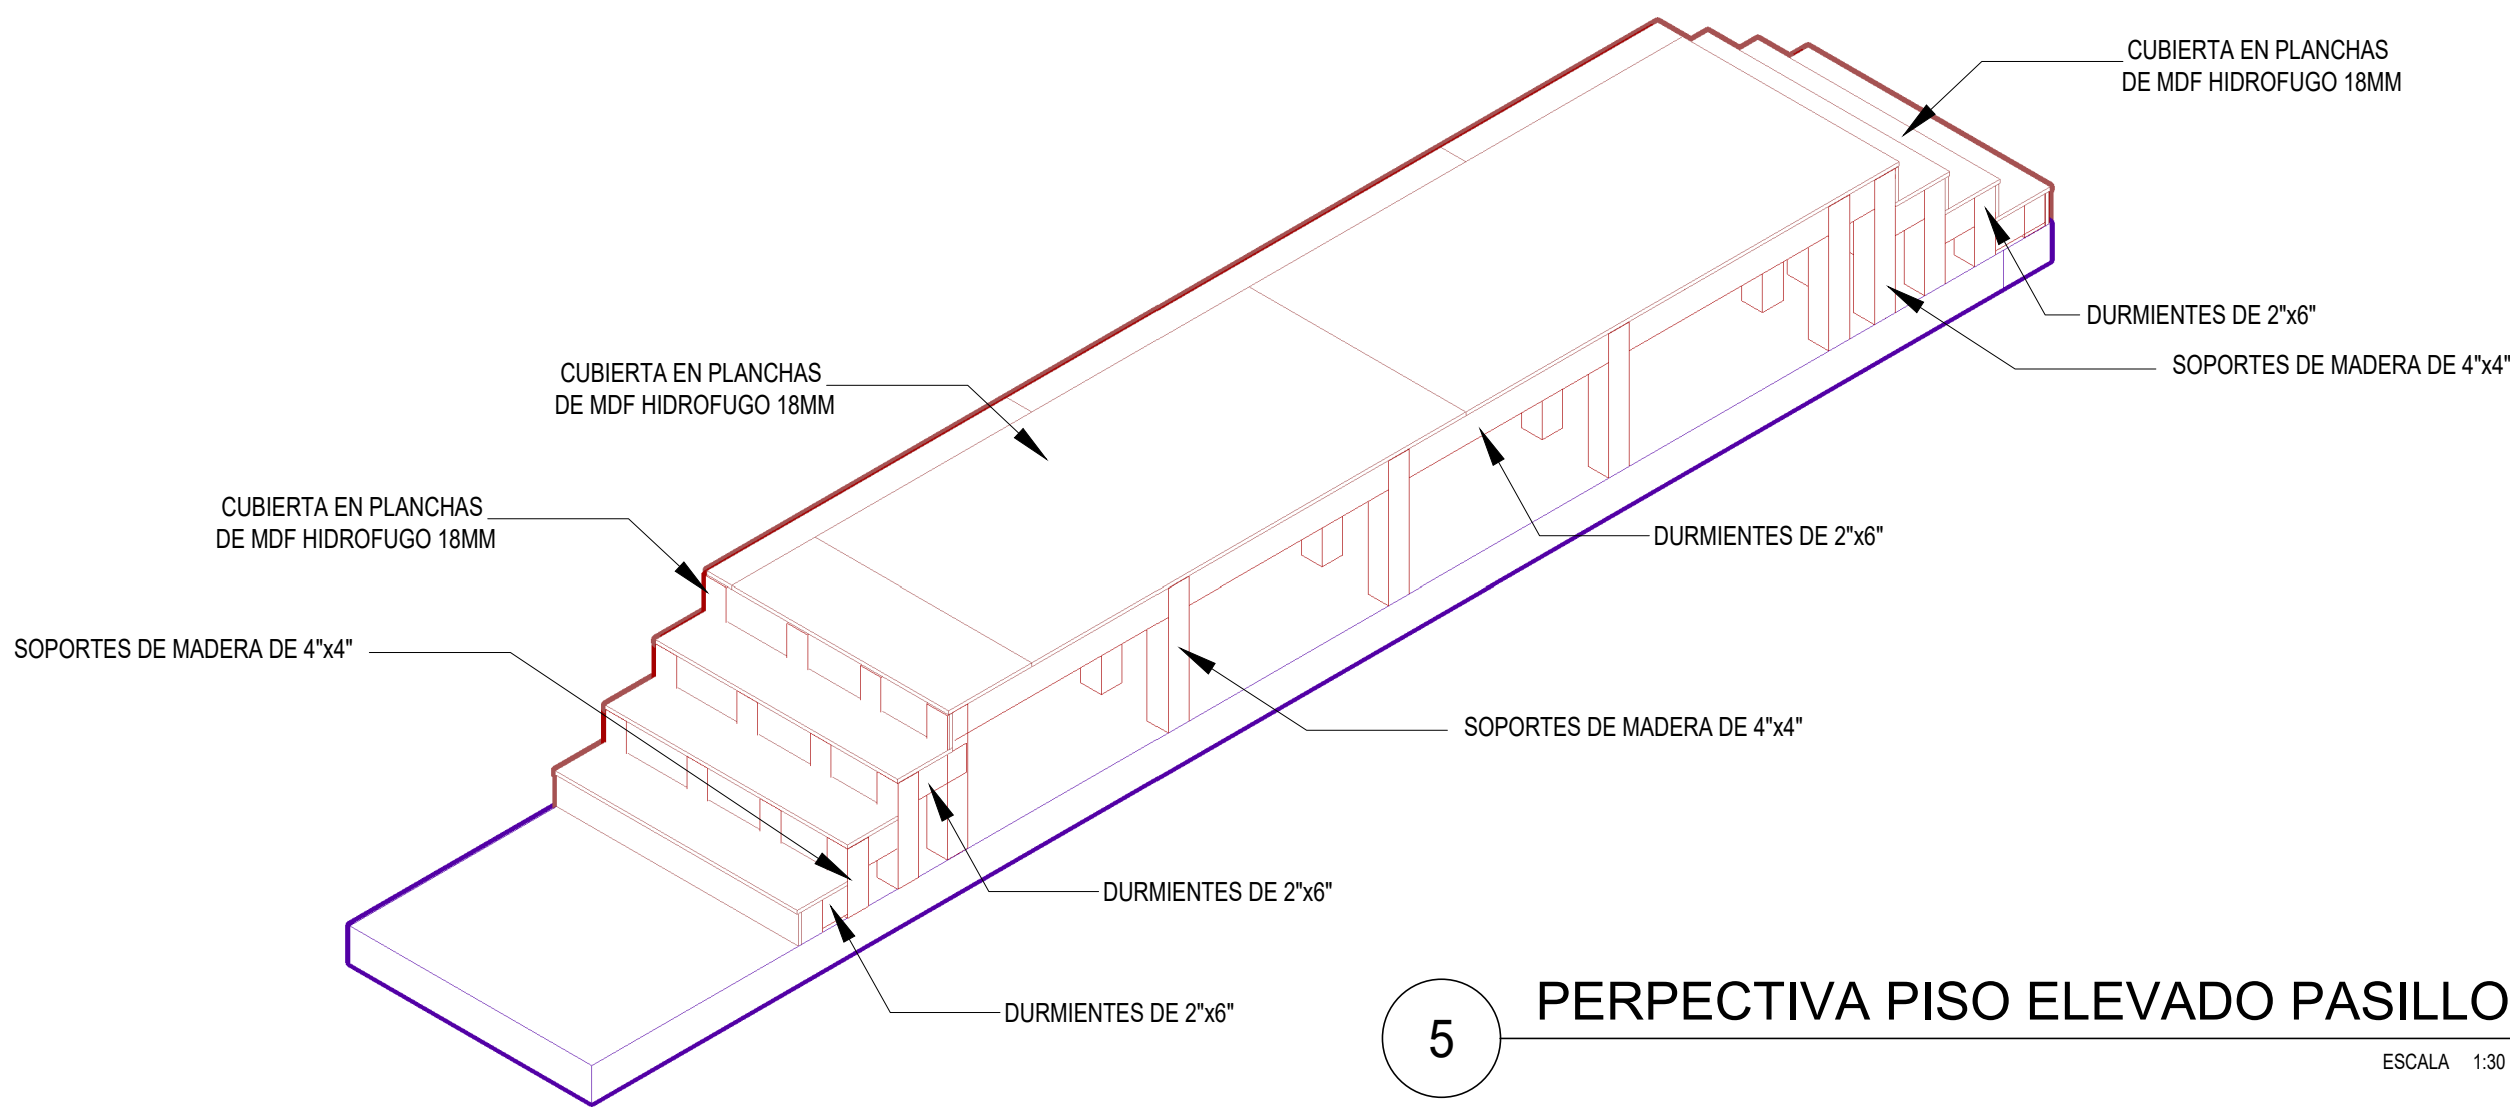 CUBIERTA EN PLANCHAS
DE MDF HIDROFUGO 18MM
DURMIENTES DE 2"x6"
SOPORTES DE MADERA DE 4"x4"
CUBIERTA EN PLANCHAS
DE MDF HIDROFUGO 18MM
CUBIERTA EN PLANCHAS
DE MDF HIDROFUGO 18MM
DURMIENTES DE 2"x6"
SOPORTES DE MADERA DE 4"x4"
SOPORTES DE MADERA DE 4"x4"
DURMIENTES DE 2"x6"
DURMIENTES DE 2"x6"
5
PERPECTIVA PISO ELEVADO PASILLO
ESCALA 1:30